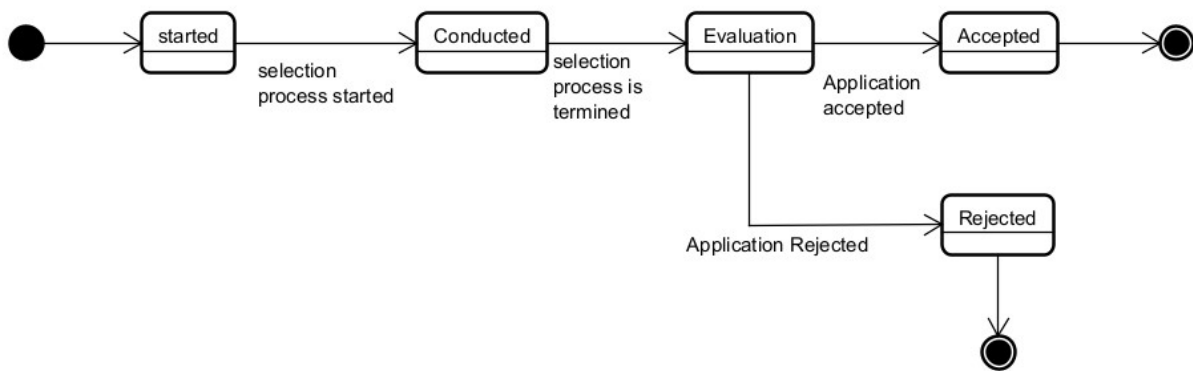 started
Conducted
Evaluation
Accepted
selection
process started
selection
process is
termined
Application
accepted
Rejected
Application Rejected